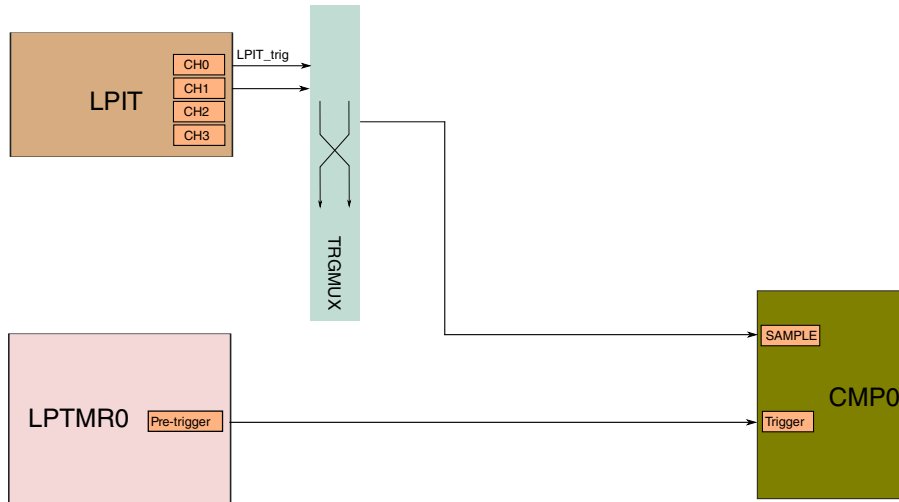 LPIT
CH0
CH1
CH2
CH3
LPIT_trig
TRGMUX
LPTMR0
Pre-trigger
SAMPLE
CMP0
Trigger